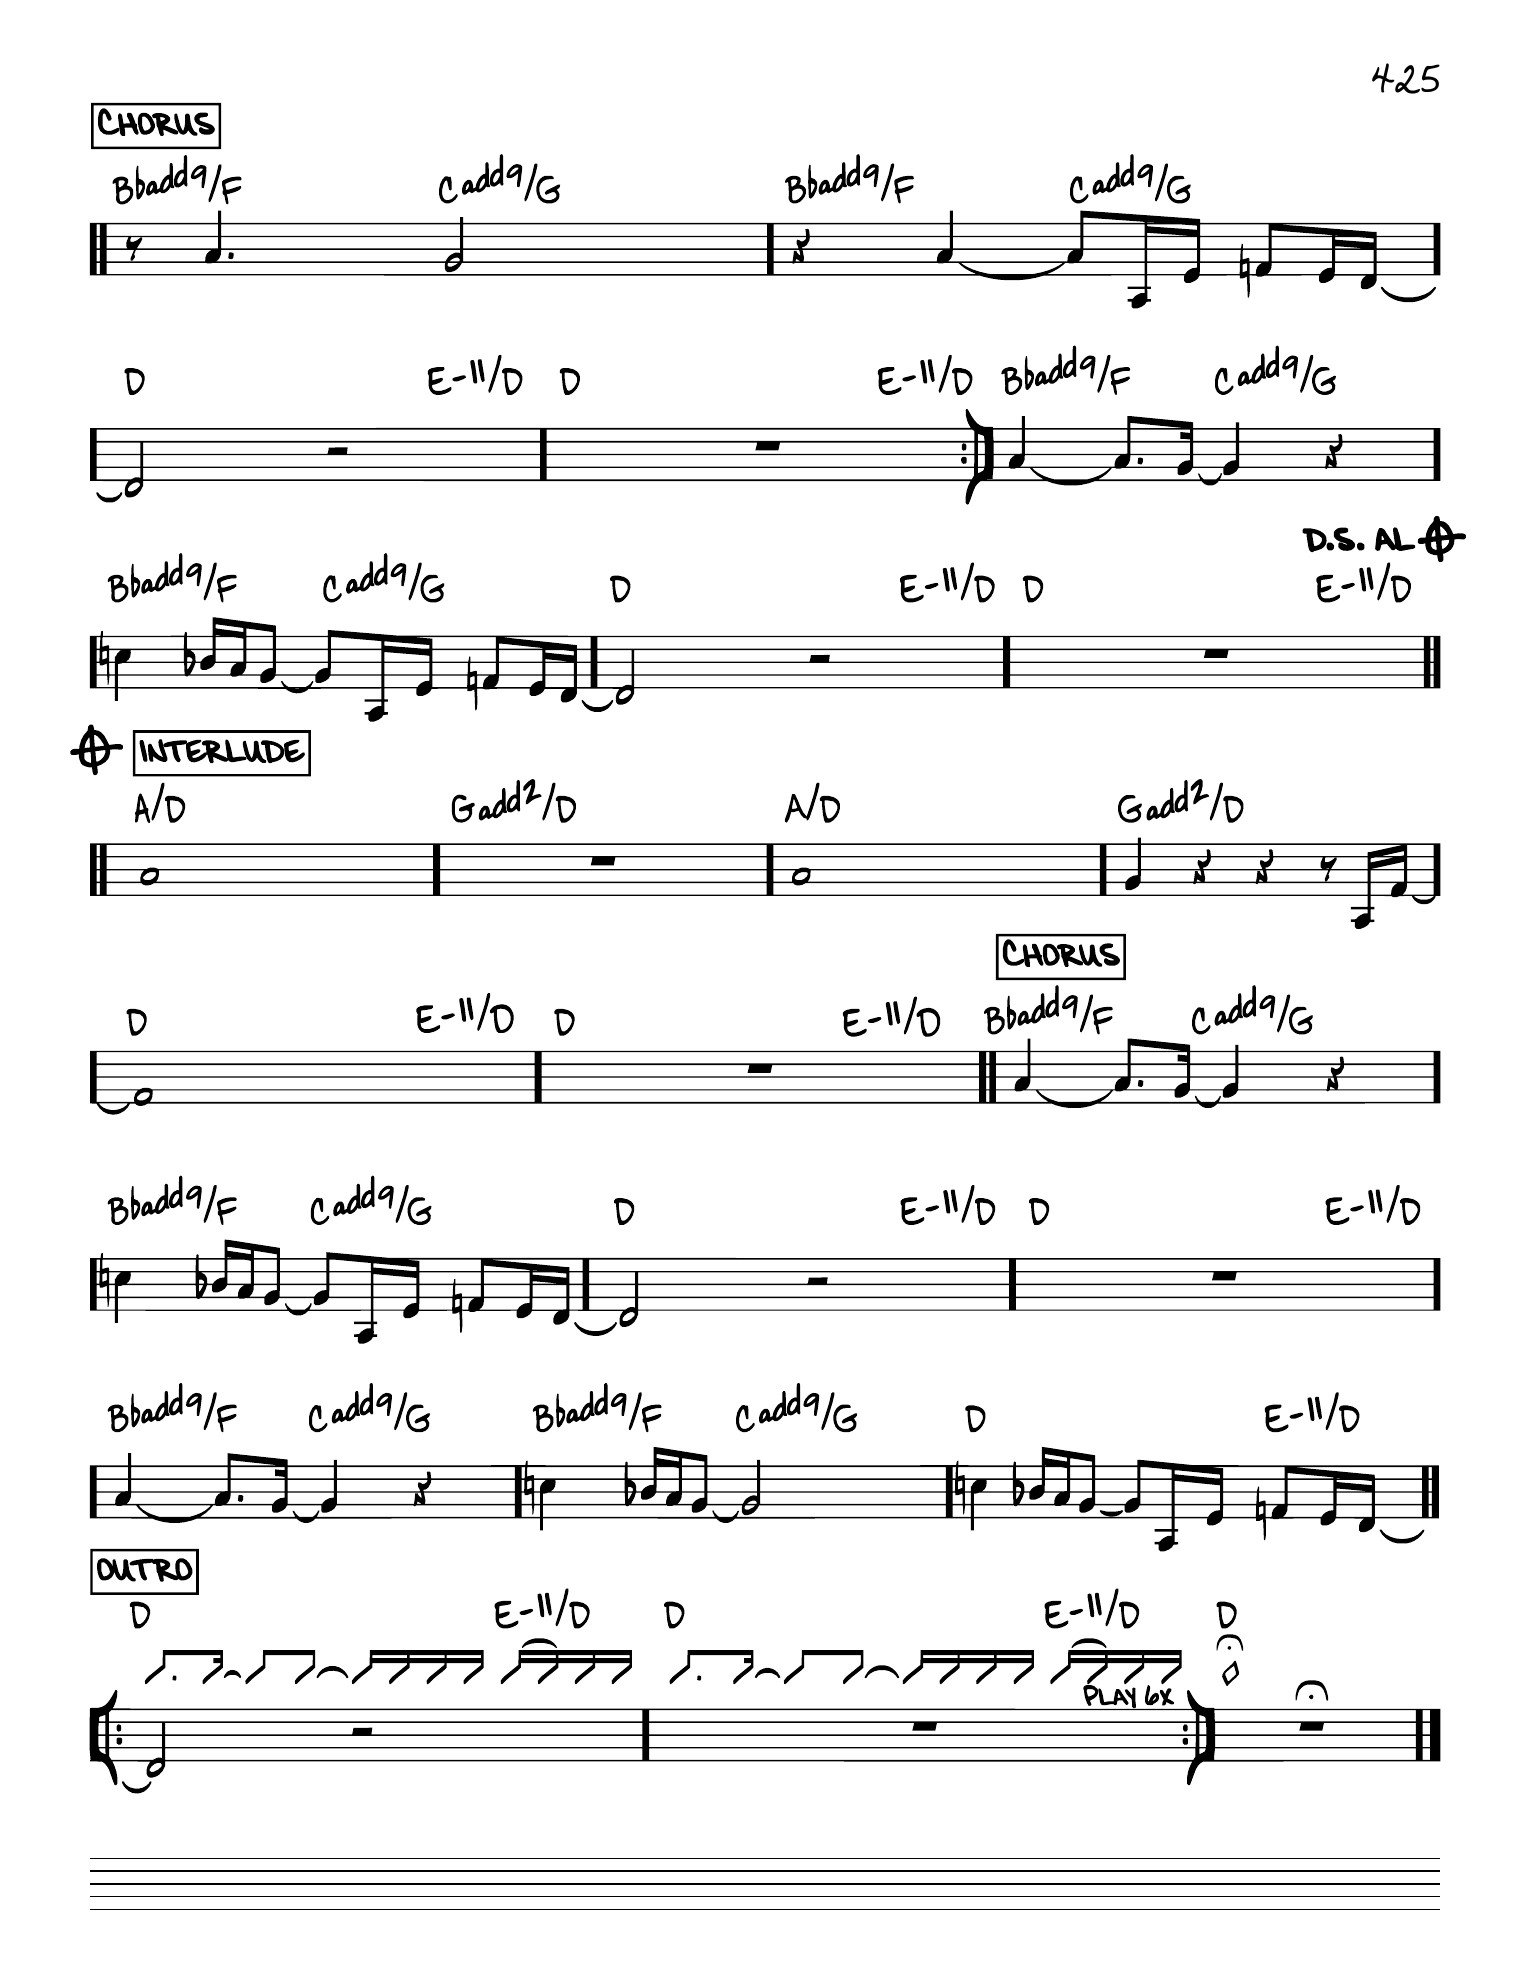 425
CHORUS
Bbadd9/F Cadd9/G Bbadd9/F Cadd9/G
D E-11/D D E-11/D Bbadd9/F Cadd9/G
D.S. AL
Bbadd9/F Cadd9/G D E-11/D D E-11/D
INTERLUDE
A/D Gadd2/D A/D Gadd2/D
CHORUS
D E-11/D D E-11/D Bbadd9/F Cadd9/G
Bbadd9/F Cadd9/G D E-11/D D E-11/D
Bbadd9/F Cadd9/G Bbadd9/F Cadd9/G D E-11/D
OUTRO
D E-11/D D E-11/D D
PLAY 6X